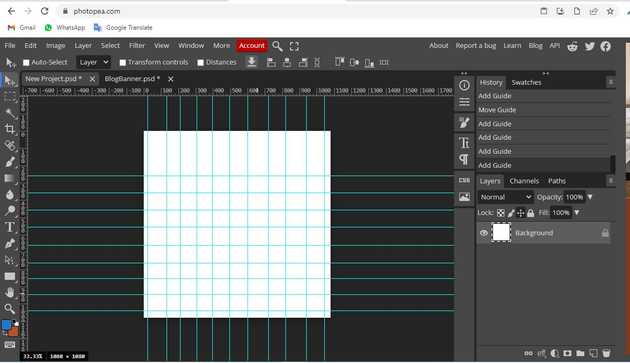 photopea.com
Gmail WhatsApp Google Translate
File Edit Image Layer Select Filter View Window More Account About Report a bug Learn Blog API
Auto-Select Layer Transform controls Distances
New Project.psd * BlogBanner.psd *
-700 -600 -500 -400 -300 -200 -100 0 100 200 300 400 500 600 700 800 900 1000 1100 1200 1300 1400 1500 1600 1700
History Swatches
Add Guide
Move Guide
Add Guide
Add Guide
Add Guide
Add Guide
CSS
Layers Channels Paths
Normal Opacity: 100%
Lock: Fill: 100%
Background
33.33% 1080 × 1080